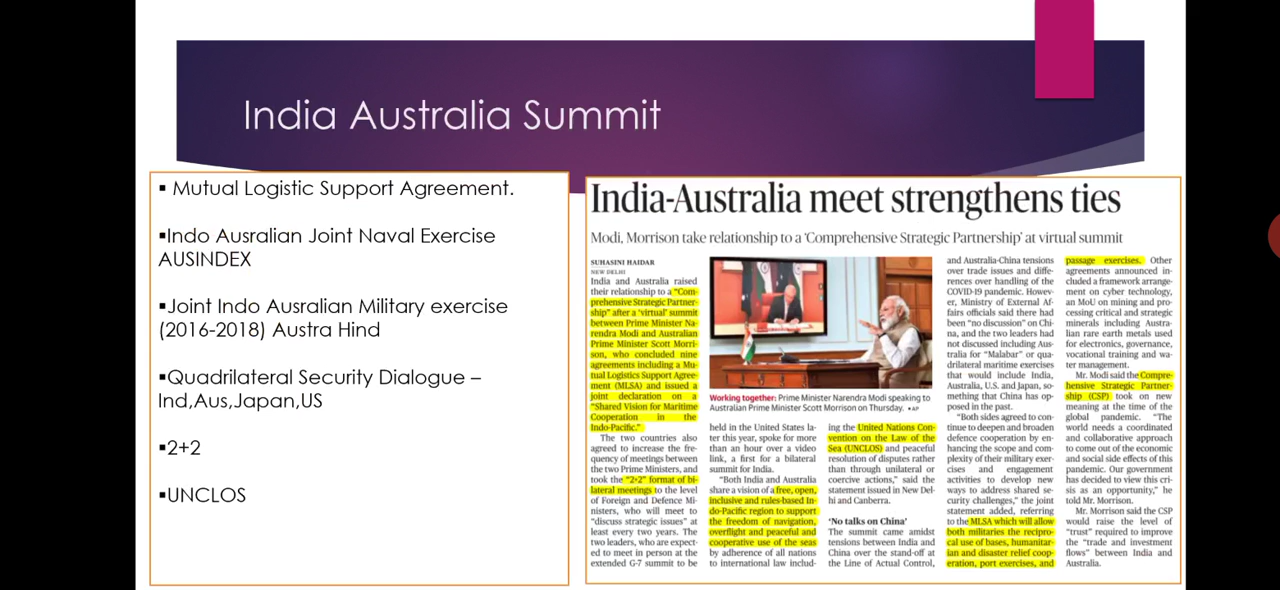 India Australia Summit
▪ Mutual Logistic Support Agreement.
▪Indo Ausralian Joint Naval Exercise
AUSINDEX
▪Joint Indo Ausralian Military exercise
(2016-2018) Austra Hind
▪Quadrilateral Security Dialogue –
Ind,Aus,Japan,US
▪2+2
▪UNCLOS
India-Australia meet strengthens ties
Modi, Morrison take relationship to a ‘Comprehensive Strategic Partnership’ at virtual summit
SUHASINI HAIDAR
NEW DELHI
India and Australia raised
their relationship to a “Com-
prehensive Strategic Partner-
ship” after a ‘virtual’ summit
between Prime Minister Na-
rendra Modi and Australian
Prime Minister Scott Morri-
son, who concluded nine
agreements including a Mu-
tual Logistics Support Agree-
ment (MLSA) and issued a
joint declaration on a
“Shared Vision for Maritime
Cooperation in the
Indo-Pacific.”
The two countries also
agreed to increase the fre-
quency of meetings between
the two Prime Ministers, and
took the “2+2” format of bi-
lateral meetings to the level
of Foreign and Defence Mi-
nisters, who will meet to
“discuss strategic issues” at
least every two years. The
two leaders, who are expect-
ed to meet in person at the
extended G-7 summit to be
Working together: Prime Minister Narendra Modi speaking to
Australian Prime Minister Scott Morrison on Thursday. ▪ AP
held in the United States la-
ter this year, spoke for more
than an hour over a video
link, a first for a bilateral
summit for India.
“Both India and Australia
share a vision of a free, open,
inclusive and rules-based In-
do-Pacific region to support
the freedom of navigation,
overflight and peaceful and
cooperative use of the seas
by adherence of all nations
to international law includ-
ing the United Nations Con-
vention on the Law of the
Sea (UNCLOS) and peaceful
resolution of disputes rather
than through unilateral or
coercive actions,” said the
statement issued in New Del-
hi and Canberra.
‘No talks on China’
The summit came amidst
tensions between India and
China over the stand-off at
the Line of Actual Control,
and Australia-China tensions
over trade issues and diffe-
rences over handling of the
COVID-19 pandemic. Howev-
er, Ministry of External Af-
fairs officials said there had
been “no discussion” on Chi-
na, and the two leaders had
not discussed including Aus-
tralia for “Malabar” or qua-
drilateral maritime exercises
that would include India,
Australia, U.S. and Japan, so-
mething that China has op-
posed in the past.
“Both sides agreed to con-
tinue to deepen and broaden
defence cooperation by en-
hancing the scope and com-
plexity of their military exer-
cises and engagement
activities to develop new
ways to address shared se-
curity challenges,” the joint
statement added, referring
to the MLSA which will allow
both militaries the recipro-
cal use of bases, humanitar-
ian and disaster relief coop-
eration, port exercises, and
passage exercises. Other
agreements announced in-
cluded a framework arrange-
ment on cyber technology,
an MoU on mining and pro-
cessing critical and strategic
minerals including Austra-
lian rare earth metals used
for electronics, governance,
vocational training and wa-
ter management.
Mr. Modi said the Compre-
hensive Strategic Partner-
ship (CSP) took on new
meaning at the time of the
global pandemic. “The
world needs a coordinated
and collaborative approach
to come out of the economic
and social side effects of this
pandemic. Our government
has decided to view this cri-
sis as an opportunity,” he
told Mr. Morrison.
Mr. Morrison said the CSP
would raise the level of
“trust” required to improve
the “trade and investment
flows” between India and
Australia.